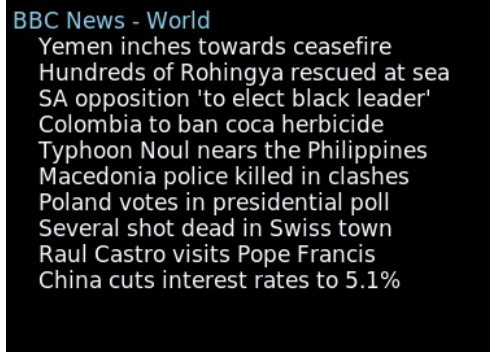 BBC News - World
Yemen inches towards ceasefire
Hundreds of Rohingya rescued at sea
SA opposition 'to elect black leader'
Colombia to ban coca herbicide
Typhoon Noul nears the Philippines
Macedonia police killed in clashes
Poland votes in presidential poll
Several shot dead in Swiss town
Raul Castro visits Pope Francis
China cuts interest rates to 5.1%